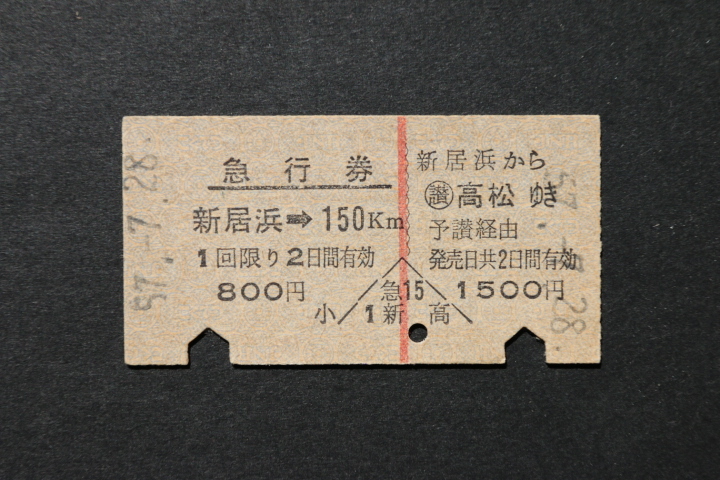 57.-7.28.
急行券
新居浜➡150Km
1回限り2日間有効
800円
新居浜から
讃高松ゆき
予讃経由
発売日共2日間有効
1500円
急15
小 1新 高
57.-7.28.